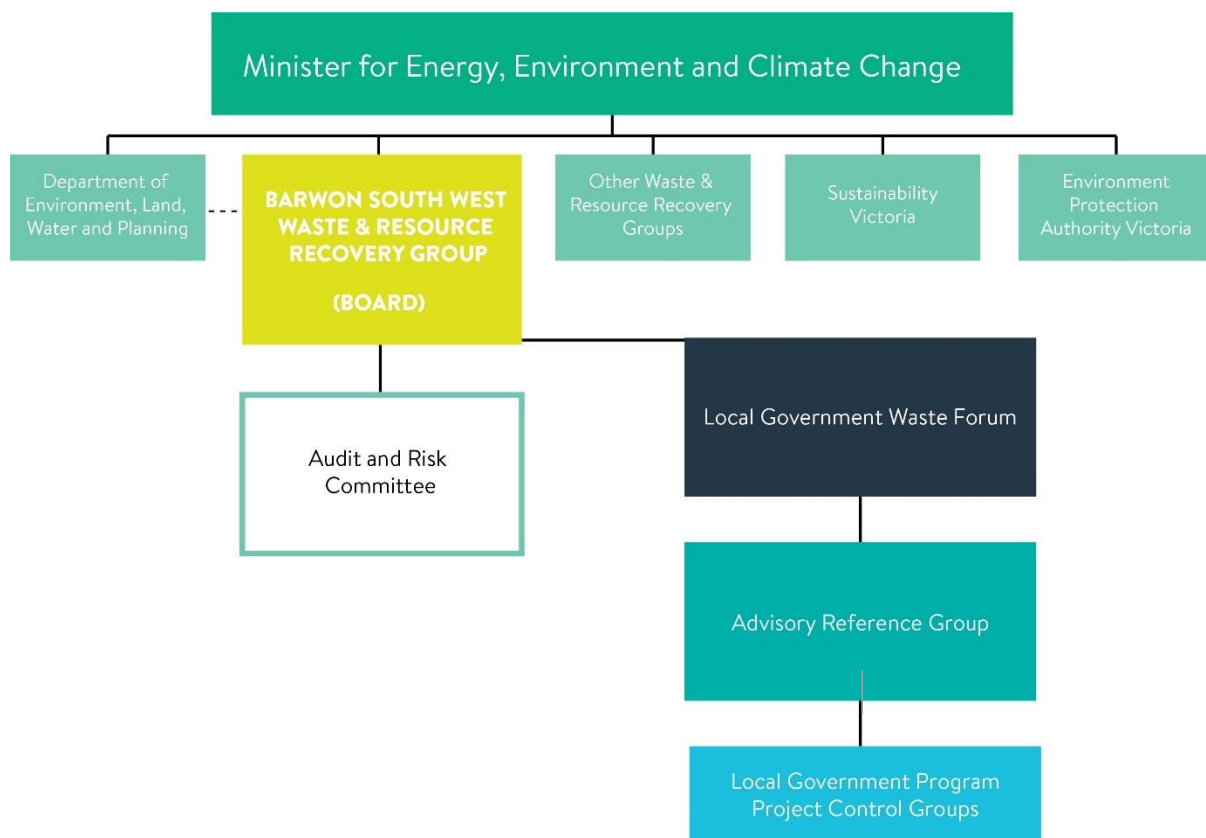 Minister for Energy, Environment and Climate Change
Department of
Environment, Land,
Water and Planning
BARWON SOUTH WEST
WASTE & RESOURCE
RECOVERY GROUP
(BOARD)
Other Waste &
Resource Recovery
Groups
Sustainability
Victoria
Environment
Protection
Authority Victoria
Audit and Risk
Committee
Local Government Waste Forum
Advisory Reference Group
Local Government Program
Project Control Groups